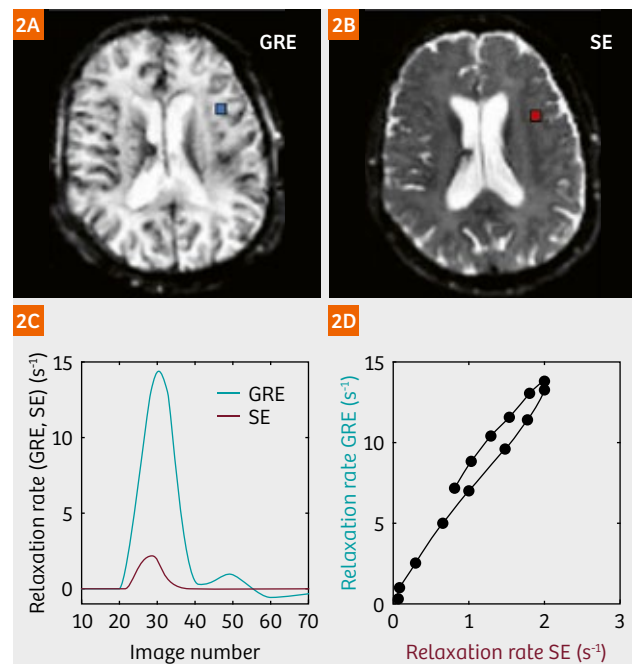 2A
GRE
2B
SE
2C
Relaxation rate (GRE, SE) (s⁻¹)
15
10
5
0
GRE
SE
10 20 30 40 50 60 70
Image number
2D
Relaxation rate GRE (s⁻¹)
15
10
5
0
0 1 2 3
Relaxation rate SE (s⁻¹)